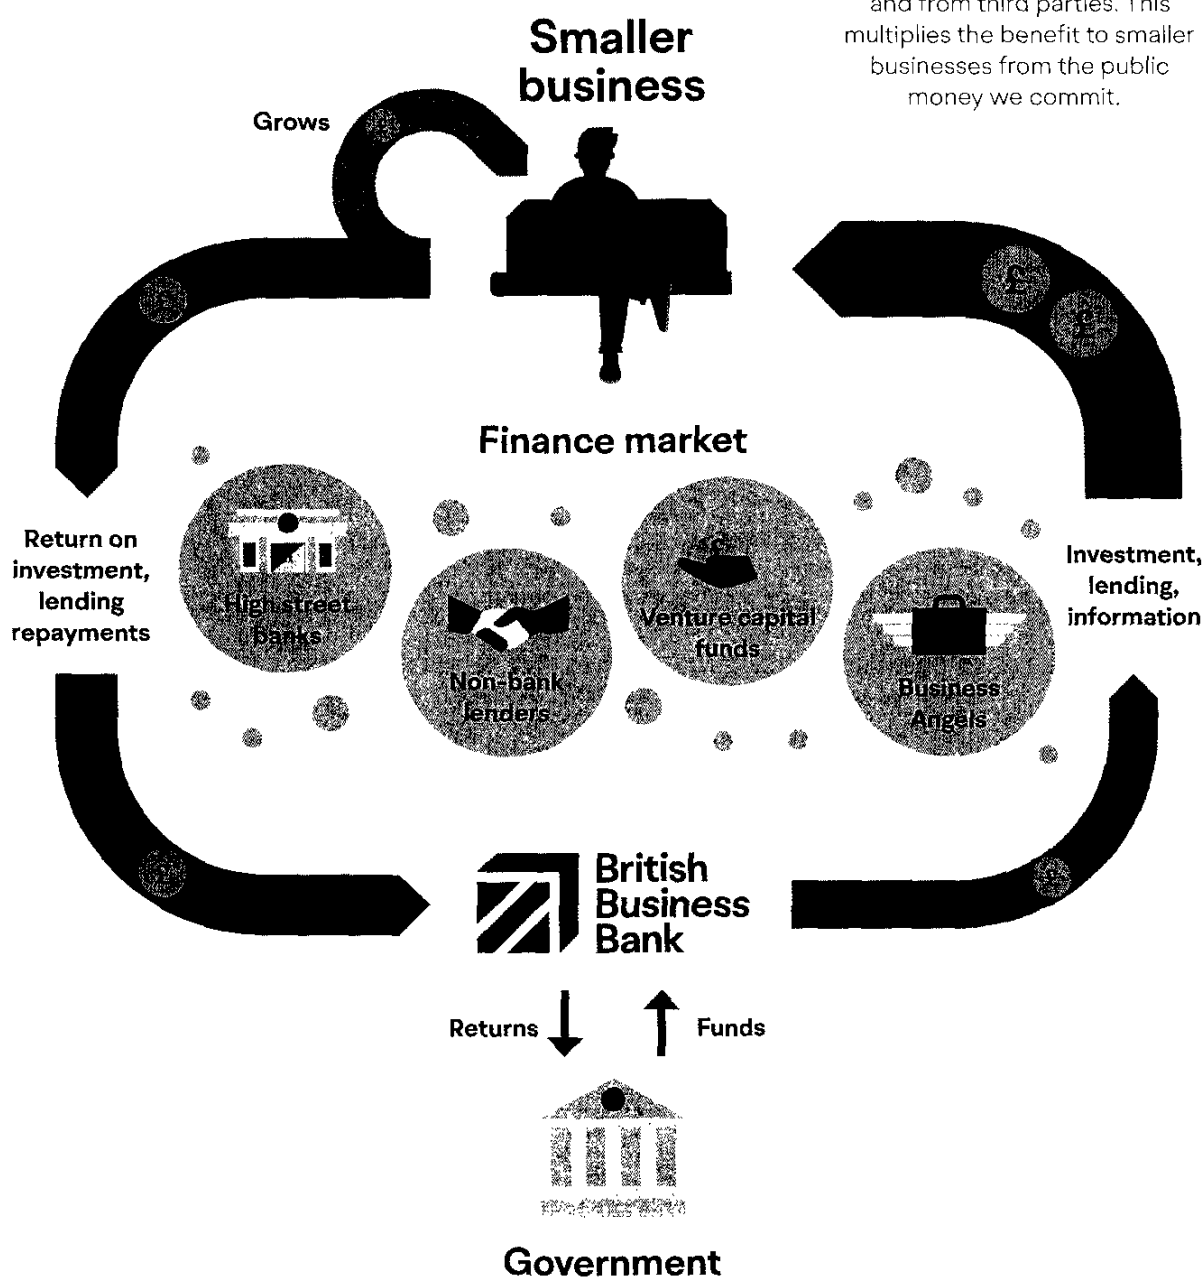 and from third parties. This
multiplies the benefit to smaller
businesses from the public
money we commit.
Smaller
business
Grows
£
£
£
£
Finance market
High street
banks
£
Venture capital
funds
Non-bank
lenders
Business
Angels
Return on
investment,
lending
repayments
Investment,
lending,
information
£
£
British
Business
Bank
Returns
Funds
Government